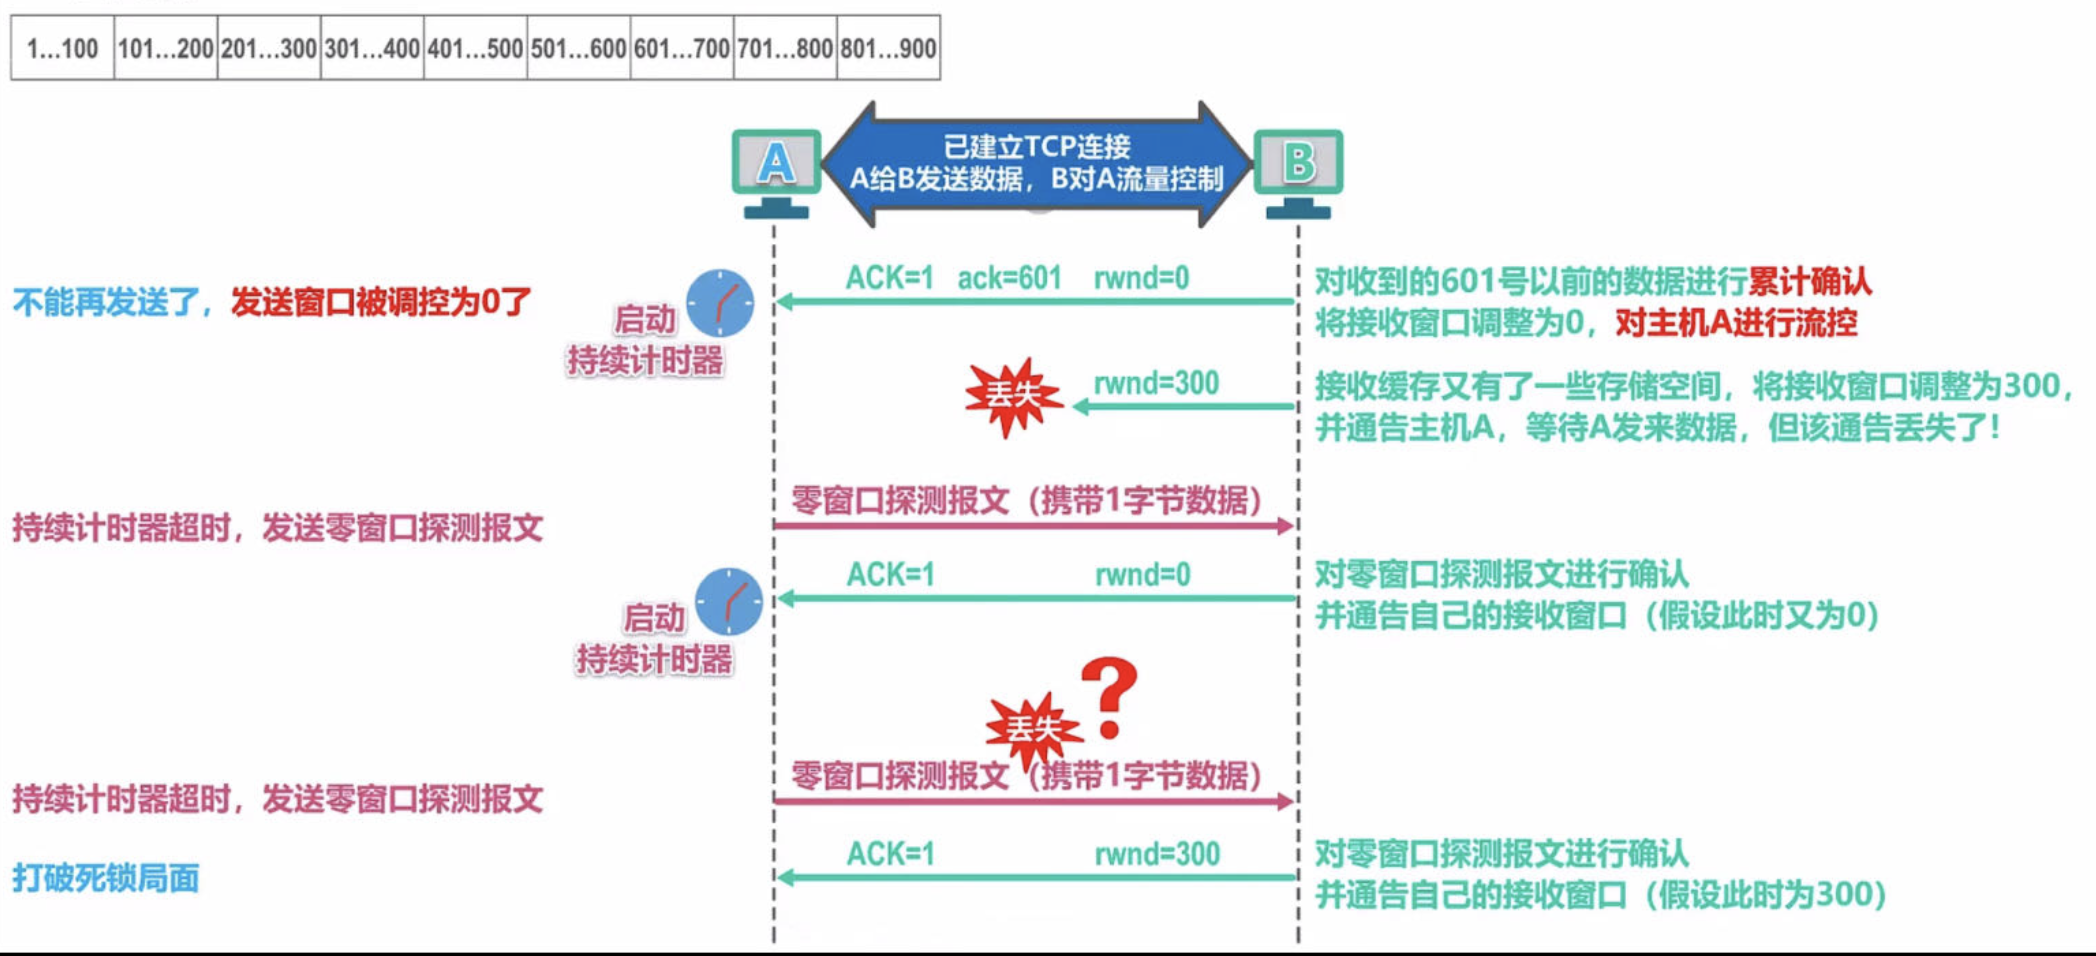 1...100 101...200 201...300 301...400 401...500 501...600 601...700 701...800 801...900
A
已建立TCP连接
A给B发送数据，B对A流量控制
B
不能再发送了，发送窗口被调控为0了
启动
持续计时器
ACK=1 ack=601 rwnd=0
对收到的601号以前的数据进行累计确认
将接收窗口调整为0，对主机A进行流控
丢失
rwnd=300
接收缓存又有了一些存储空间，将接收窗口调整为300，
并通告主机A，等待A发来数据，但该通告丢失了！
持续计时器超时，发送零窗口探测报文
零窗口探测报文（携带1字节数据）
启动
持续计时器
ACK=1 rwnd=0
对零窗口探测报文进行确认
并通告自己的接收窗口（假设此时又为0）
丢失
?
持续计时器超时，发送零窗口探测报文
零窗口探测报文（携带1字节数据）
打破死锁局面
ACK=1 rwnd=300
对零窗口探测报文进行确认
并通告自己的接收窗口（假设此时为300）